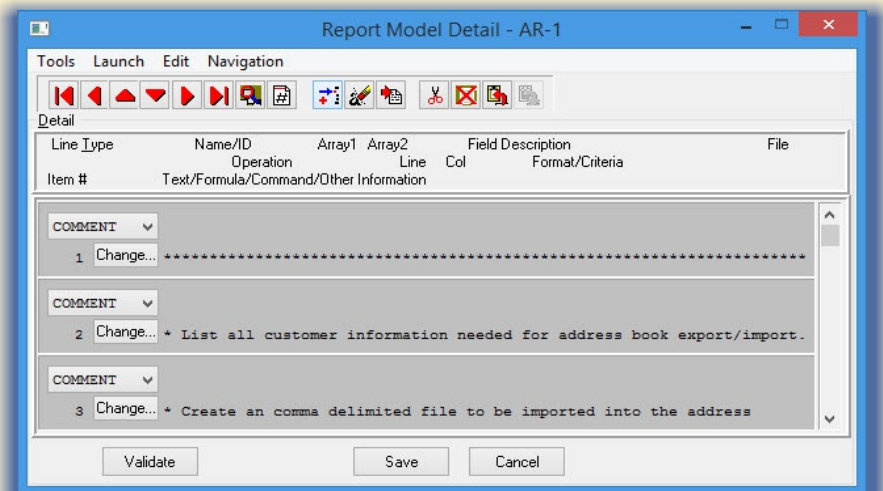 Report Model Detail - AR-1
Tools Launch Edit Navigation
Detail
Line Type Name/ID Array1 Array2 Field Description File
Operation Line Col Format/Criteria
Item # Text/Formula/Command/Other Information
COMMENT
1 Change... **********************************************************************
COMMENT
2 Change... * List all customer information needed for address book export/import.
COMMENT
3 Change... * Create an comma delimited file to be imported into the address
Validate Save Cancel